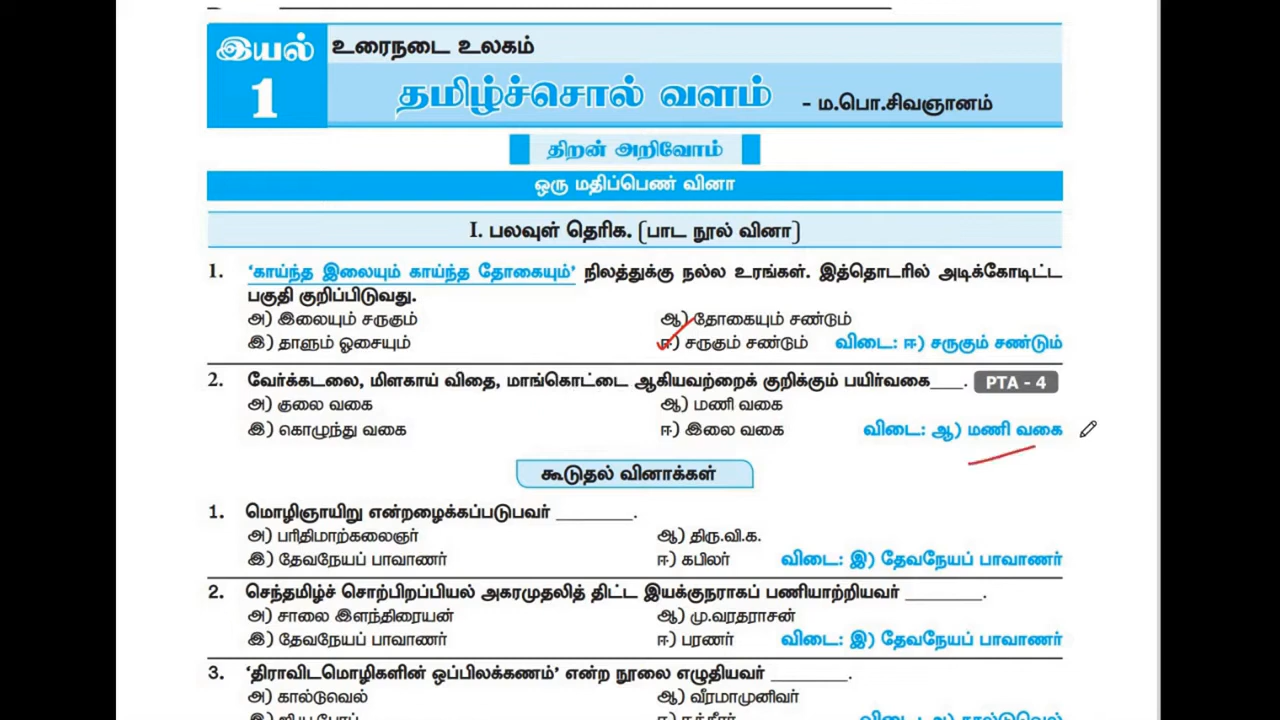 இயல் 1
உரைநடை உலகம்
தமிழ்ச்சொல் வளம் - ம.பொ.சிவஞானம்
திறன் அறிவோம்
ஒரு மதிப்பெண் வினா
I. பலவுள் தெரிக. (பாட நூல் வினா)
1. 'காய்ந்த இலையும் காய்ந்த தோகையும்' நிலத்துக்கு நல்ல உரங்கள். இத்தொடரில் அடிக்கோடிட்ட
பகுதி குறிப்பிடுவது.
அ) இலையும் சருகும் ஆ) தோகையும் சண்டும்
இ) தாளும் ஓசையும் ஈ) சருகும் சண்டும் விடை: ஈ) சருகும் சண்டும்
2. வேர்க்கடலை, மிளகாய் விதை, மாங்கொட்டை ஆகியவற்றைக் குறிக்கும் பயிர்வகை____. PTA - 4
அ) குலை வகை ஆ) மணி வகை
இ) கொழுந்து வகை ஈ) இலை வகை விடை: ஆ) மணி வகை
கூடுதல் வினாக்கள்
1. மொழிஞாயிறு என்றழைக்கப்படுபவர் ________.
அ) பரிதிமாற்கலைஞர் ஆ) திரு.வி.க.
இ) தேவநேயப் பாவாணர் ஈ) கபிலர் விடை: இ) தேவநேயப் பாவாணர்
2. செந்தமிழ்ச் சொற்பிறப்பியல் அகரமுதலித் திட்ட இயக்குநராகப் பணியாற்றியவர் ________.
அ) சாலை இளந்திரையன் ஆ) மு.வரதராசன்
இ) தேவநேயப் பாவாணர் ஈ) பரணர் விடை: இ) தேவநேயப் பாவாணர்
3. 'திராவிடமொழிகளின் ஒப்பிலக்கணம்' என்ற நூலை எழுதியவர் ________.
அ) கால்டுவெல் ஆ) வீரமாமுனிவர்
விடை: அ) கால்டுவெல்